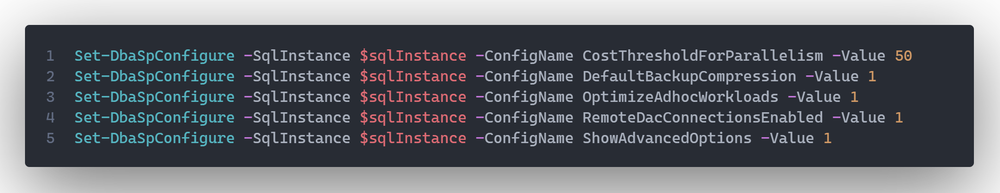 1 Set-DbaSpConfigure -SqlInstance $sqlInstance -ConfigName CostThresholdForParallelism -Value 50
2 Set-DbaSpConfigure -SqlInstance $sqlInstance -ConfigName DefaultBackupCompression -Value 1
3 Set-DbaSpConfigure -SqlInstance $sqlInstance -ConfigName OptimizeAdhocWorkloads -Value 1
4 Set-DbaSpConfigure -SqlInstance $sqlInstance -ConfigName RemoteDacConnectionsEnabled -Value 1
5 Set-DbaSpConfigure -SqlInstance $sqlInstance -ConfigName ShowAdvancedOptions -Value 1